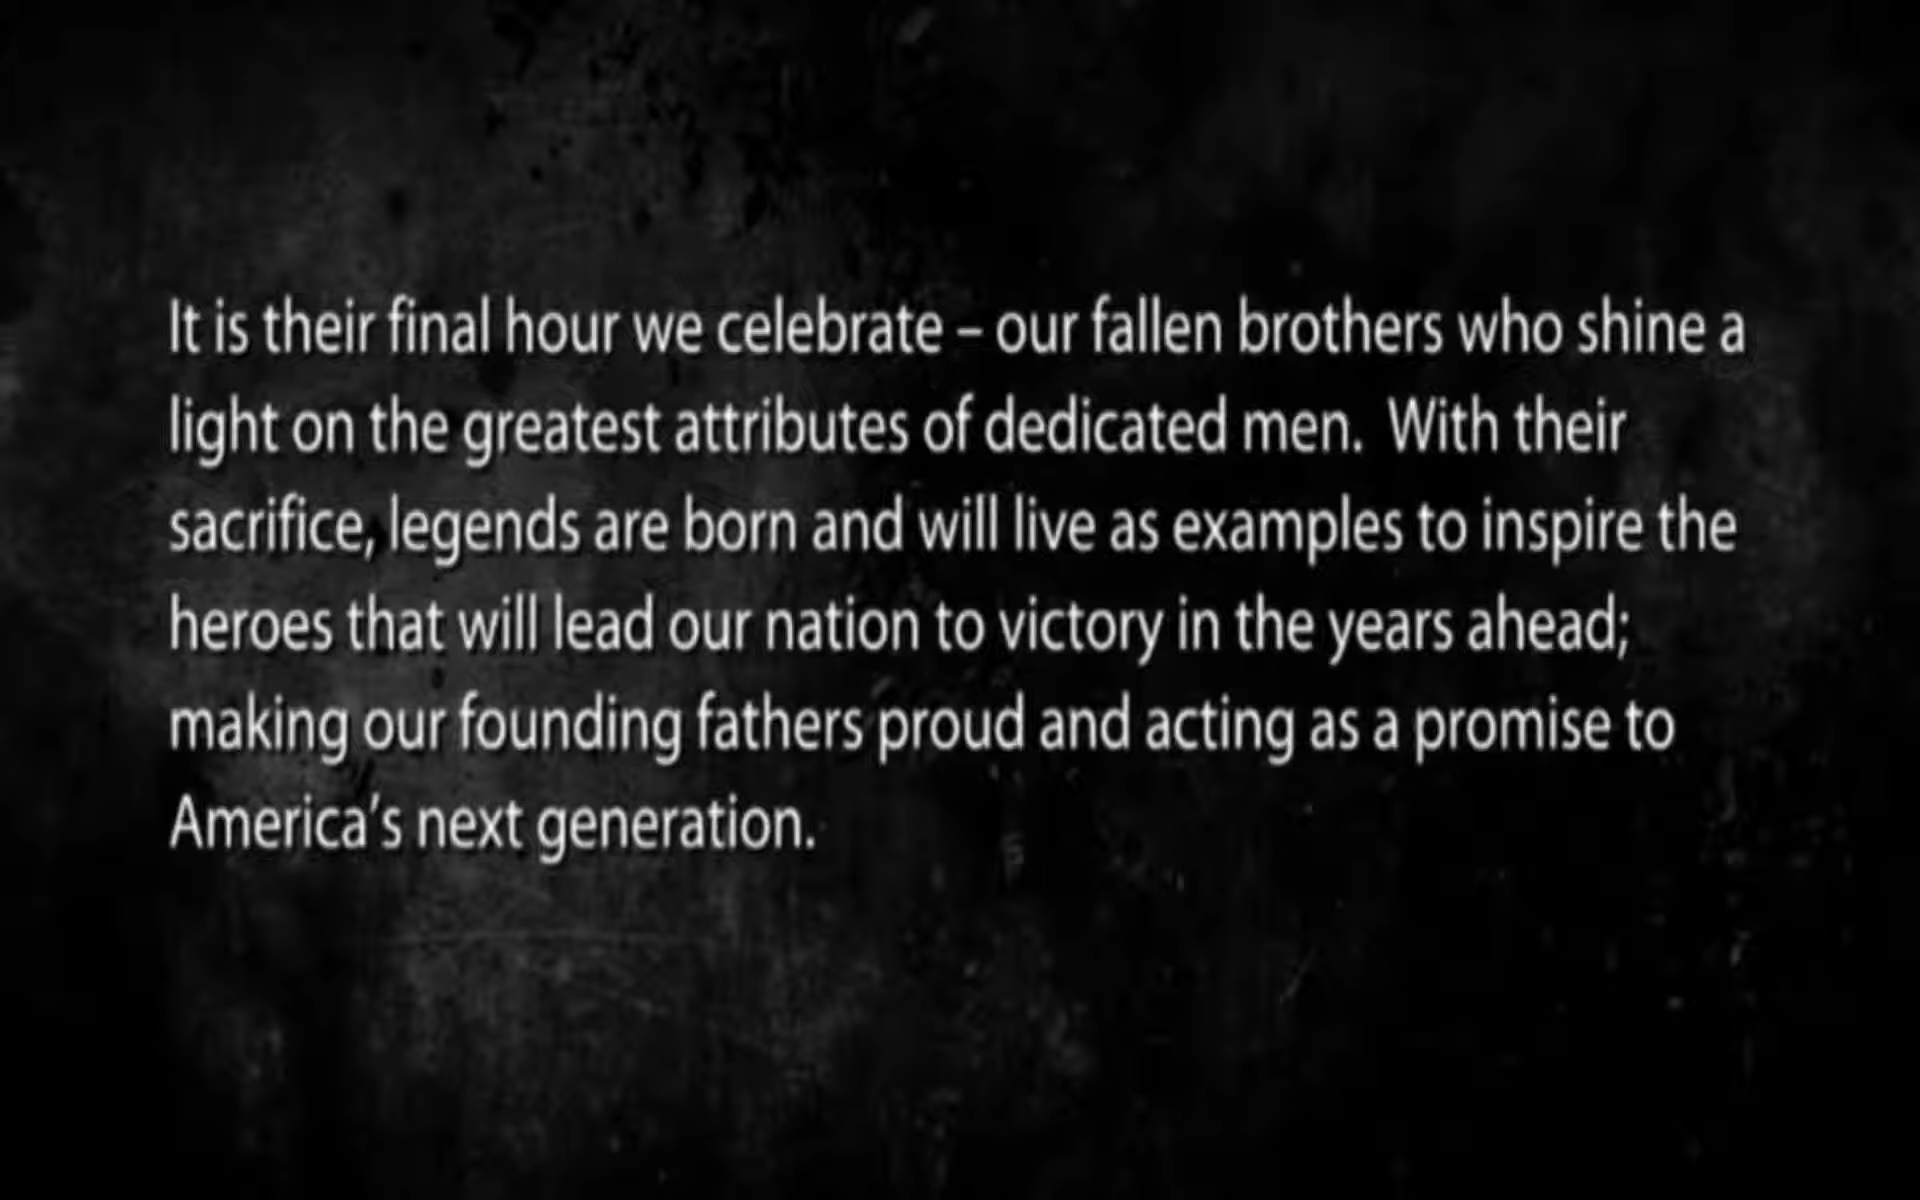 It is their final hour we celebrate – our fallen brothers who shine a
light on the greatest attributes of dedicated men.  With their
sacrifice, legends are born and will live as examples to inspire the
heroes that will lead our nation to victory in the years ahead;
making our founding fathers proud and acting as a promise to
America’s next generation.